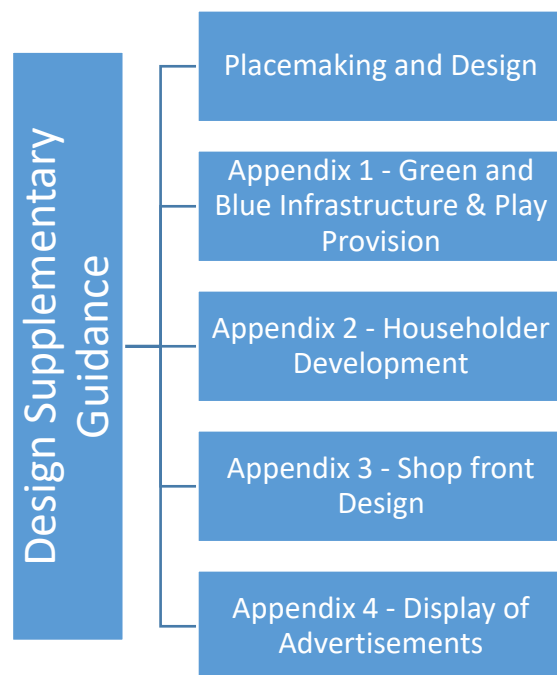 Design Supplementary
Guidance
Placemaking and Design
Appendix 1 - Green and
Blue Infrastructure & Play
Provision
Appendix 2 - Householder
Development
Appendix 3 - Shop front
Design
Appendix 4 - Display of
Advertisements